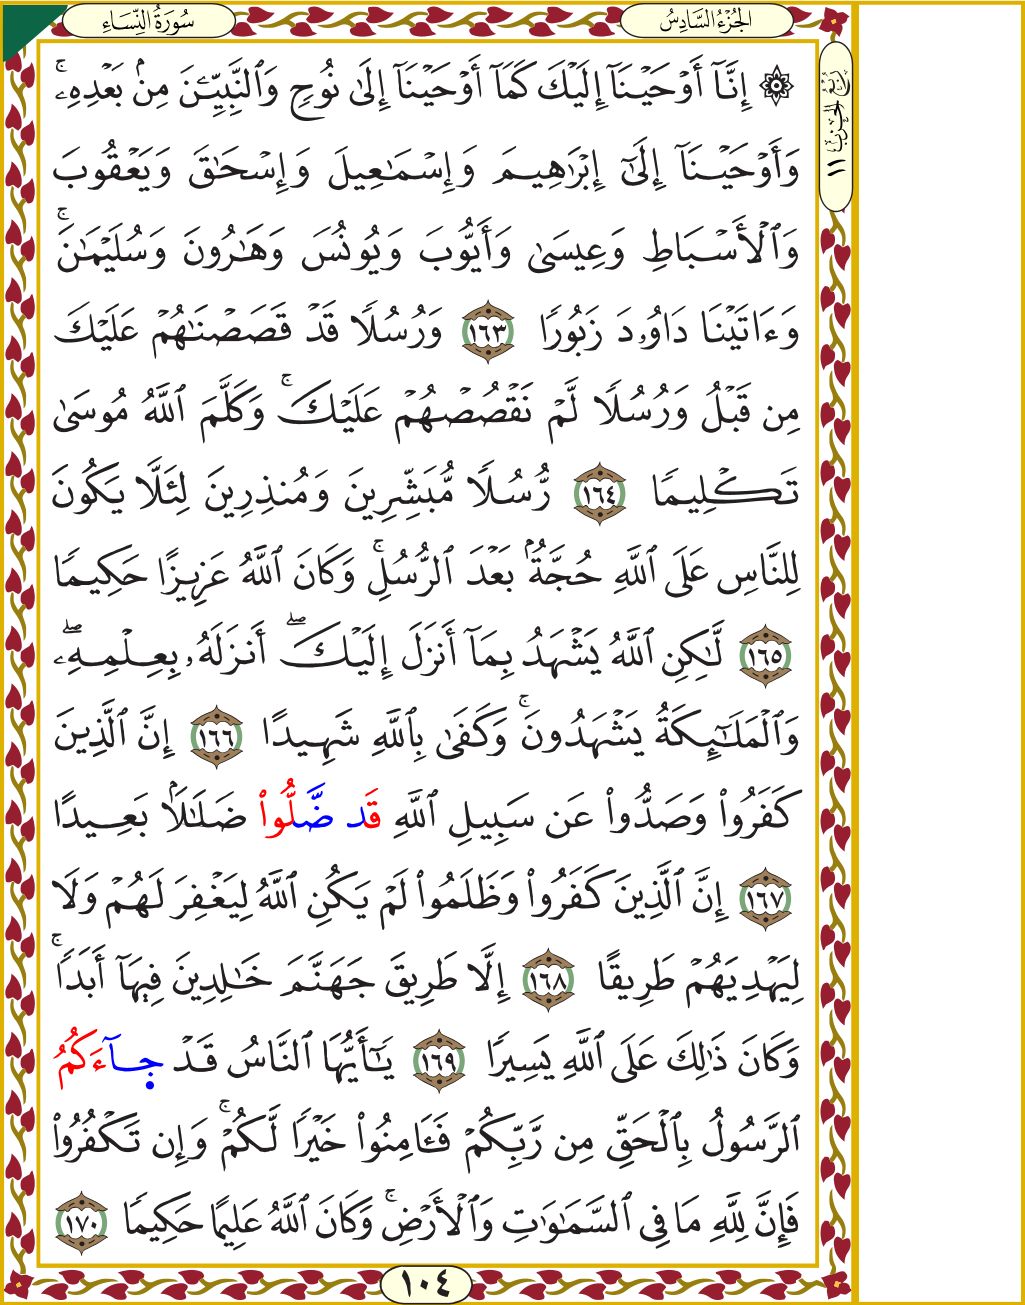 سُورَةُ النِّسَاءِ
الجُزْءُ السَّادِسُ
رُبْعُ الحِزْبِ ١١
۞ إِنَّآ أَوْحَيْنَآ إِلَيْكَ كَمَآ أَوْحَيْنَآ إِلَىٰ نُوحٍ وَٱلنَّبِيِّـۧنَ مِنۢ بَعْدِهِۦ ۚ
وَأَوْحَيْنَآ إِلَىٰٓ إِبْرَٰهِيمَ وَإِسْمَٰعِيلَ وَإِسْحَٰقَ وَيَعْقُوبَ
وَٱلْأَسْبَاطِ وَعِيسَىٰ وَأَيُّوبَ وَيُونُسَ وَهَٰرُونَ وَسُلَيْمَٰنَ ۚ
وَءَاتَيْنَا دَاوُۥدَ زَبُورًا ١٦٣ وَرُسُلًا قَدْ قَصَصْنَٰهُمْ عَلَيْكَ
مِن قَبْلُ وَرُسُلًا لَّمْ نَقْصُصْهُمْ عَلَيْكَ ۚ وَكَلَّمَ ٱللَّهُ مُوسَىٰ
تَكْلِيمًا ١٦٤ رُّسُلًا مُّبَشِّرِينَ وَمُنذِرِينَ لِئَلَّا يَكُونَ
لِلنَّاسِ عَلَى ٱللَّهِ حُجَّةٌۢ بَعْدَ ٱلرُّسُلِ ۚ وَكَانَ ٱللَّهُ عَزِيزًا حَكِيمًا
١٦٥ لَّٰكِنِ ٱللَّهُ يَشْهَدُ بِمَآ أَنزَلَ إِلَيْكَ ۖ أَنزَلَهُۥ بِعِلْمِهِۦ ۖ
وَٱلْمَلَٰٓئِكَةُ يَشْهَدُونَ ۚ وَكَفَىٰ بِٱللَّهِ شَهِيدًا ١٦٦ إِنَّ ٱلَّذِينَ
كَفَرُوا۟ وَصَدُّوا۟ عَن سَبِيلِ ٱللَّهِ قَد ضَّلُّوا۟ ضَلَٰلًۢا بَعِيدًا
١٦٧ إِنَّ ٱلَّذِينَ كَفَرُوا۟ وَظَلَمُوا۟ لَمْ يَكُنِ ٱللَّهُ لِيَغْفِرَ لَهُمْ وَلَا
لِيَهْدِيَهُمْ طَرِيقًا ١٦٨ إِلَّا طَرِيقَ جَهَنَّمَ خَٰلِدِينَ فِيهَآ أَبَدًا ۚ
وَكَانَ ذَٰلِكَ عَلَى ٱللَّهِ يَسِيرًا ١٦٩ يَٰٓأَيُّهَا ٱلنَّاسُ قَدْ جَآءَكُمُ
ٱلرَّسُولُ بِٱلْحَقِّ مِن رَّبِّكُمْ فَـَٔامِنُوا۟ خَيْرًا لَّكُمْ ۚ وَإِن تَكْفُرُوا۟
فَإِنَّ لِلَّهِ مَا فِى ٱلسَّمَٰوَٰتِ وَٱلْأَرْضِ ۚ وَكَانَ ٱللَّهُ عَلِيمًا حَكِيمًا ١٧٠
١٠٤